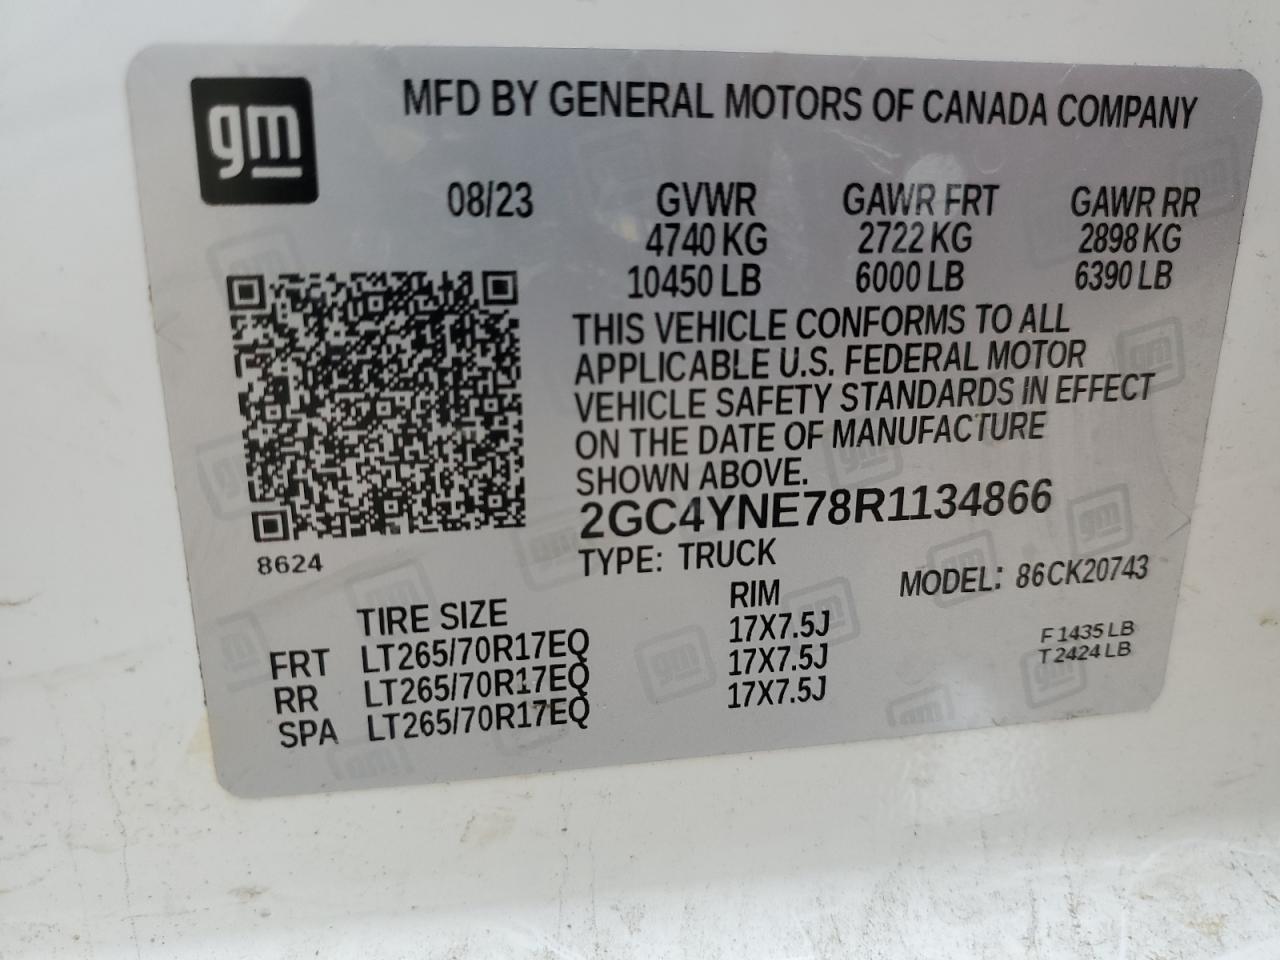 gm
MFD BY GENERAL MOTORS OF CANADA COMPANY
08/23 GVWR GAWR FRT GAWR RR
4740 KG 2722 KG 2898 KG
10450 LB 6000 LB 6390 LB
THIS VEHICLE CONFORMS TO ALL
APPLICABLE U.S. FEDERAL MOTOR
VEHICLE SAFETY STANDARDS IN EFFECT
ON THE DATE OF MANUFACTURE
SHOWN ABOVE.
2GC4YNE78R1134866
8624
TYPE: TRUCK MODEL: 86CK20743
TIRE SIZE RIM
FRT LT265/70R17EQ 17X7.5J F 1435 LB
RR LT265/70R17EQ 17X7.5J T 2424 LB
SPA LT265/70R17EQ 17X7.5J